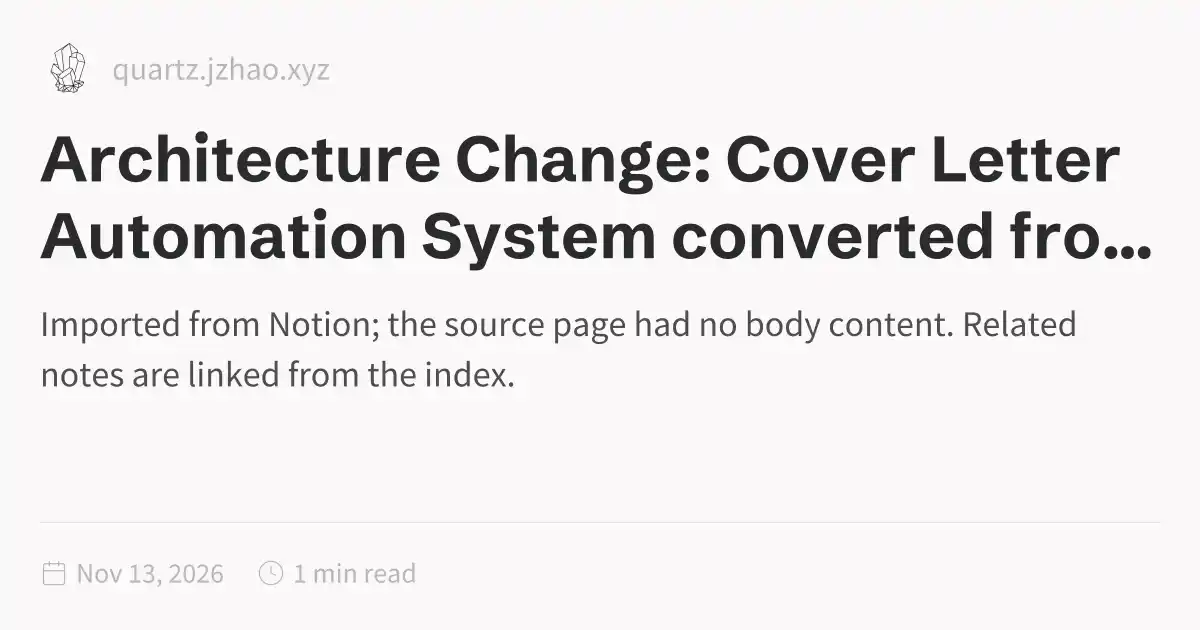 quartz.jzhao.xyz
Architecture Change: Cover Letter
Automation System converted fro...
Imported from Notion; the source page had no body content. Related
notes are linked from the index.
Nov 13, 2026 1 min read